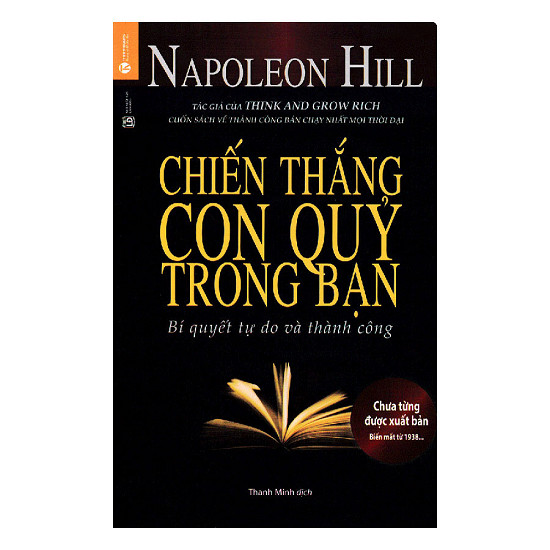 NAPOLEON HILL
TÁC GIẢ CỦA THINK AND GROW RICH
CUỐN SÁCH VỀ THÀNH CÔNG BÁN CHẠY NHẤT MỌI THỜI ĐẠI
CHIẾN THẮNG
CON QUỶ
TRONG BẠN
Bí quyết tự do và thành công
Chưa từng
được xuất bản
Biến mất từ 1938...
Thanh Minh dịch